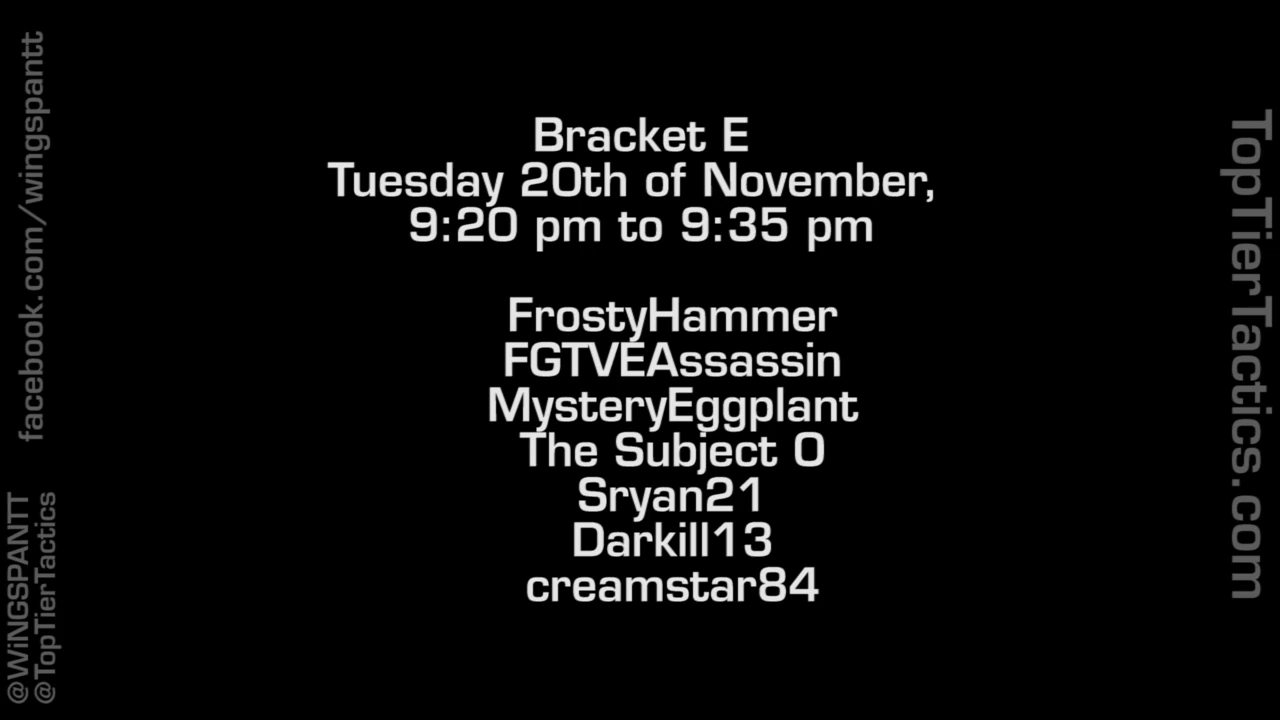 Bracket E
Tuesday 20th of November,
9:20 pm to 9:35 pm
FrostyHammer
FGTVEAssassin
MysteryEggplant
The Subject 0
Sryan21
Darkill13
creamstar84
facebook.com/wingspantt
@WiNGSPANTT
@TopTierTactics
TopTierTactics.com